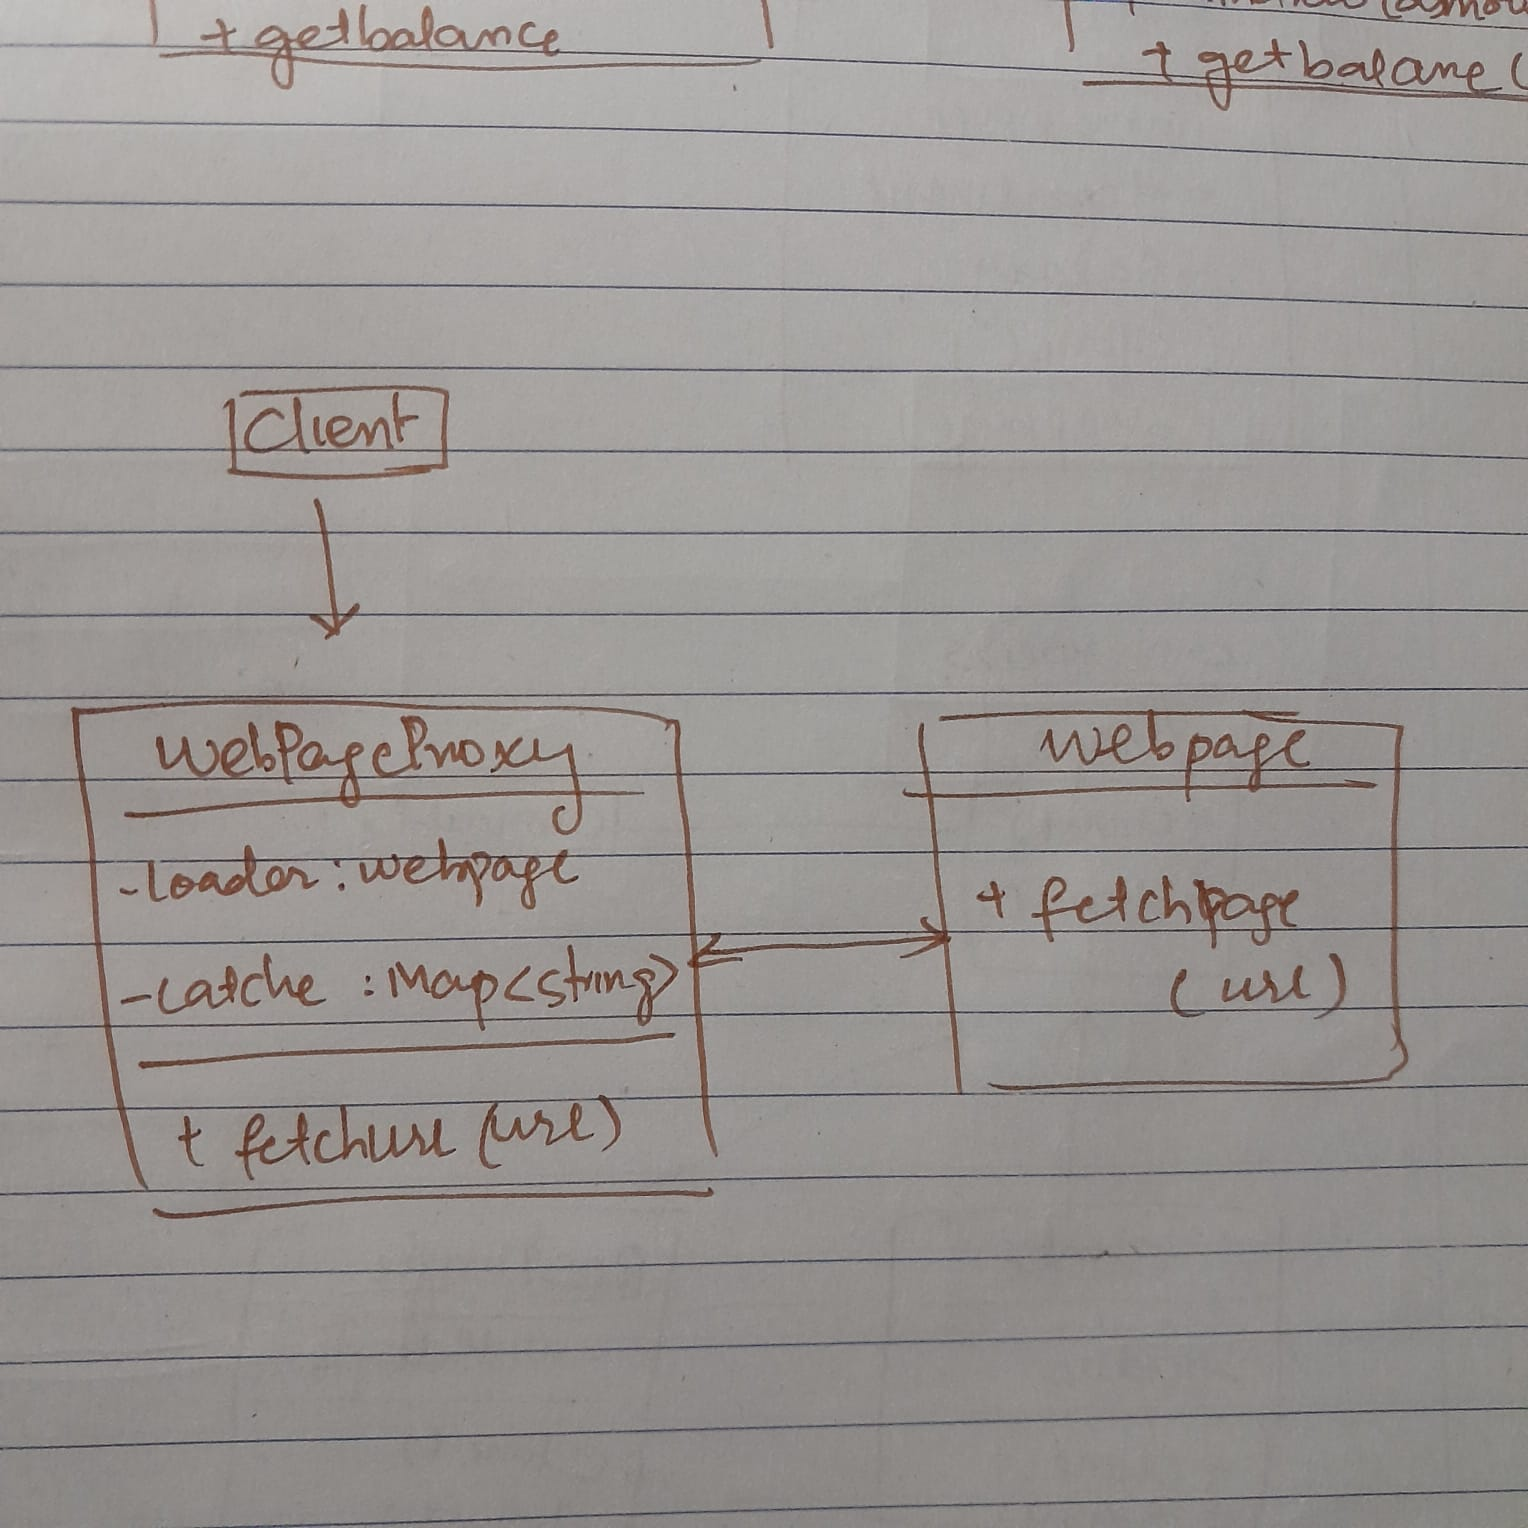 + getbalance
+ getbalane (
Client
WebPageProxy
- Loader : webpage
- Catche : Map<string>
+ fetchurl (url)
webpage
+ fetchpage
(url)